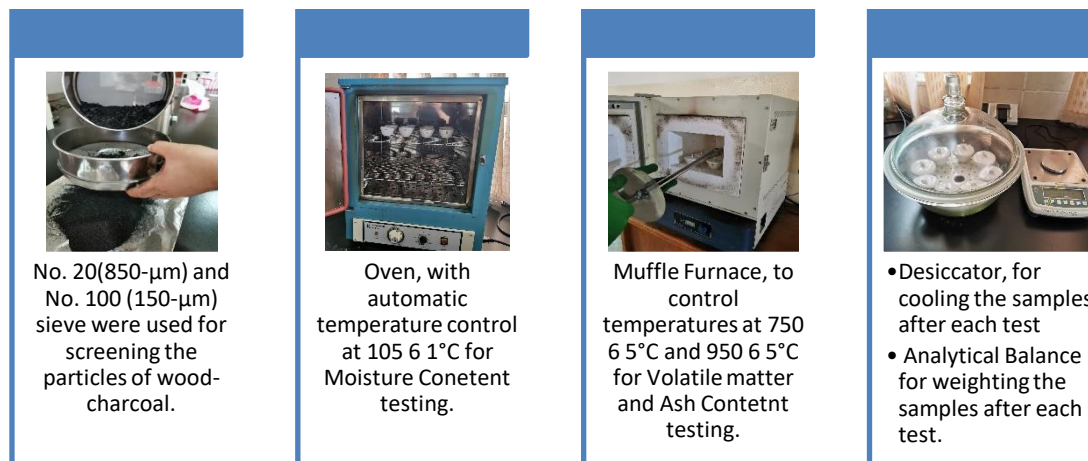 No. 20(850-μm) and
No. 100 (150-μm)
sieve were used for
screening the
particles of wood-
charcoal.
Oven, with
automatic
temperature control
at 105 6 1°C for
Moisture Conetent
testing.
Muffle Furnace, to
control
temperatures at 750
6 5°C and 950 6 5°C
for Volatile matter
and Ash Contetnt
testing.
•Desiccator, for
cooling the samples
after each test
• Analytical Balance
for weighting the
samples after each
test.